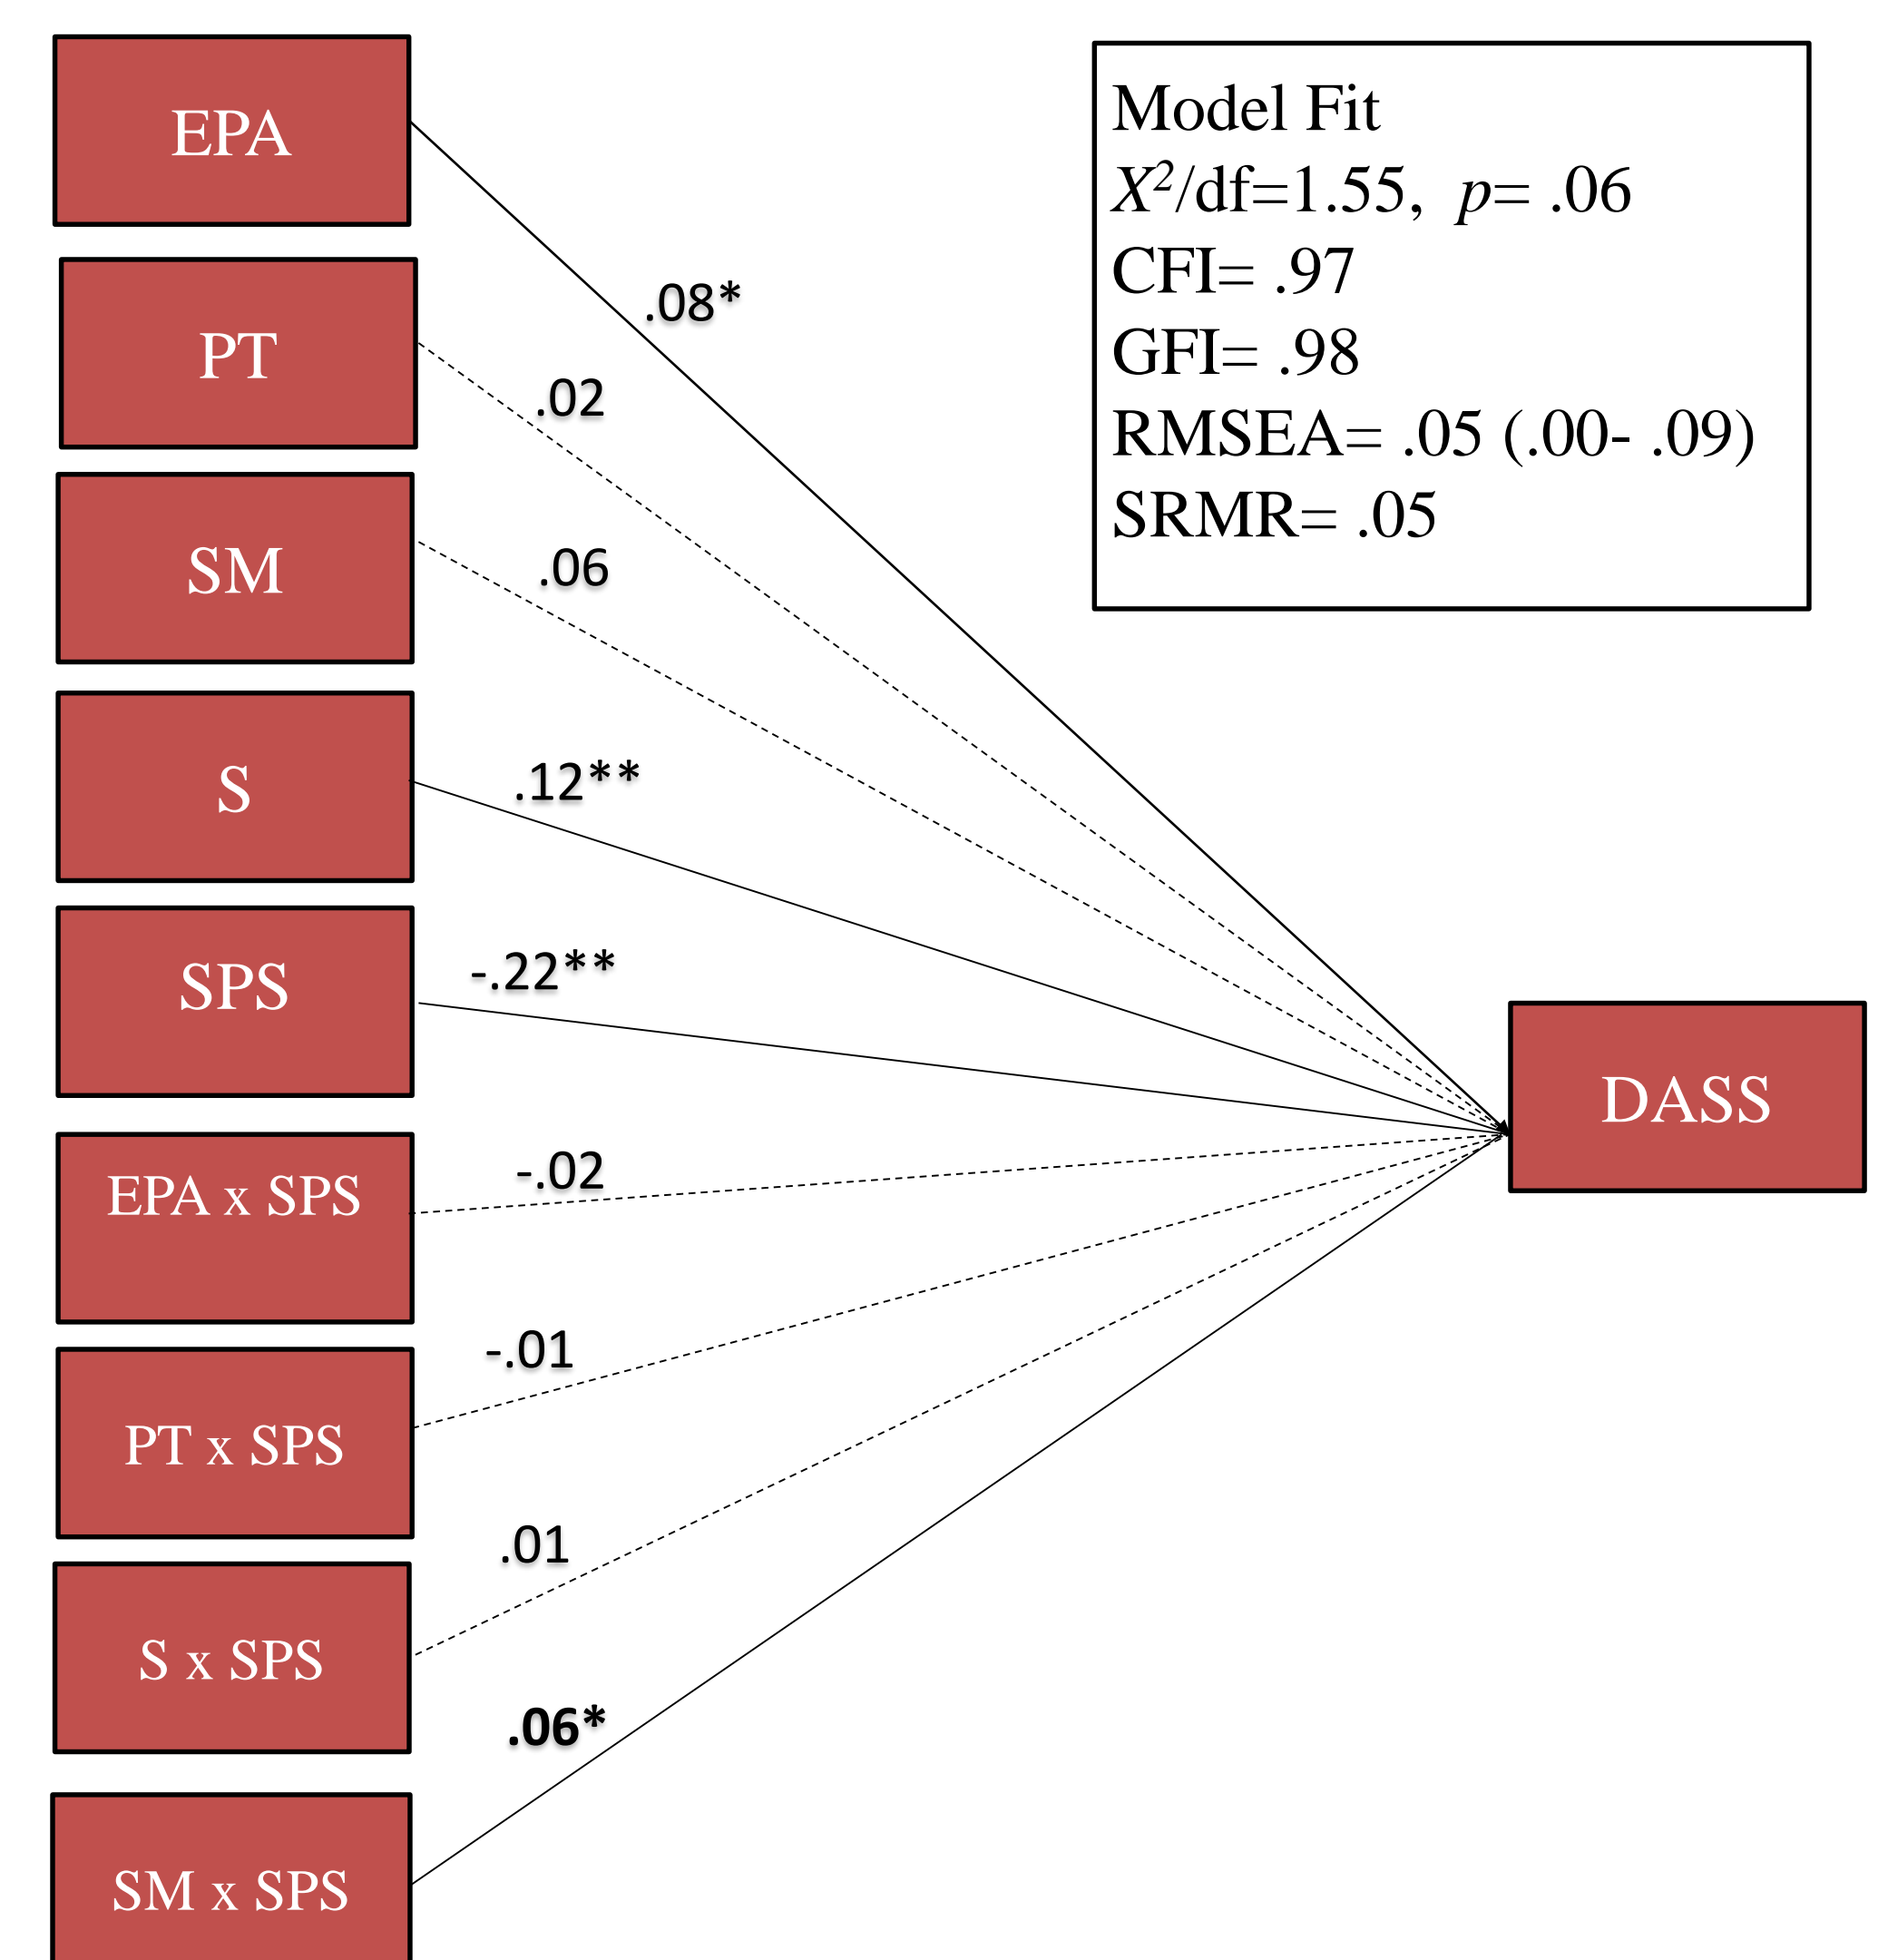 EPA
PT
SM
S
SPS
EPA x SPS
PT x SPS
S x SPS
SM x SPS
.08*
.02
.06
.12**
-.22**
-.02
-.01
.01
.06*
DASS
Model Fit
X²/df=1.55, p= .06
CFI= .97
GFI= .98
RMSEA= .05 (.00- .09)
SRMR= .05